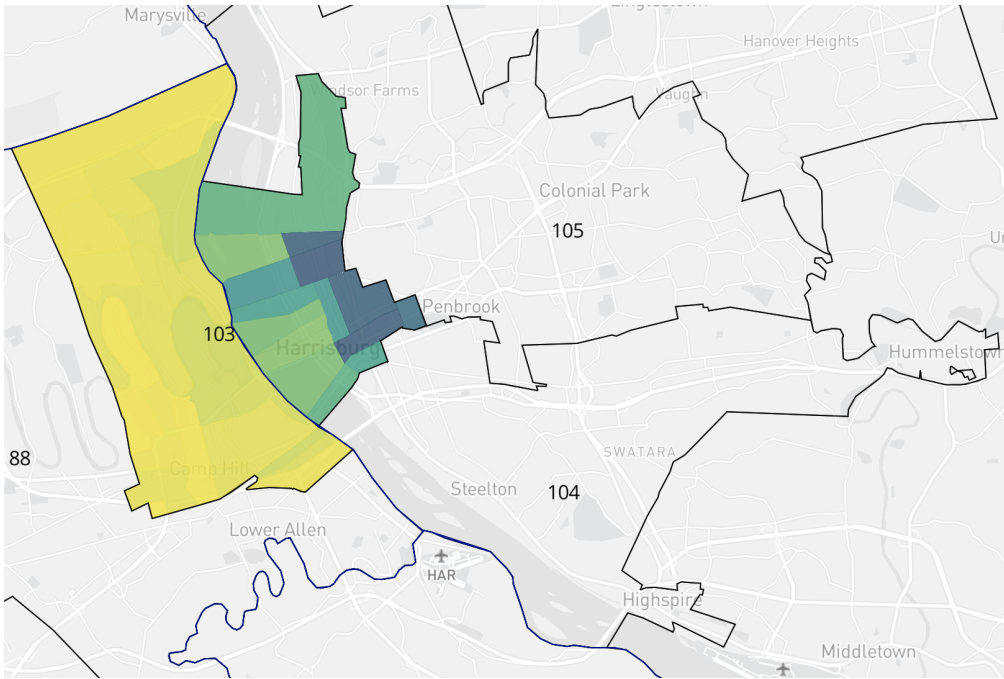 Marysville
Hanover Heights
Windsor Farms
Vaughn
Colonial Park
105
Penbrook
103
Harrisburg
Hummelstown
88
Camp Hill
SWATARA
104
Steelton
Lower Allen
HAR
Highspire
Middletown